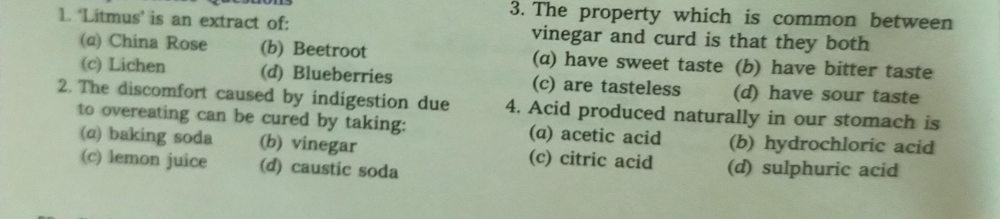 Questions
1. 'Litmus' is an extract of:
(a) China Rose (b) Beetroot
(c) Lichen (d) Blueberries
2. The discomfort caused by indigestion due
to overeating can be cured by taking:
(a) baking soda (b) vinegar
(c) lemon juice (d) caustic soda
3. The property which is common between
vinegar and curd is that they both
(a) have sweet taste (b) have bitter taste
(c) are tasteless (d) have sour taste
4. Acid produced naturally in our stomach is
(a) acetic acid (b) hydrochloric acid
(c) citric acid (d) sulphuric acid